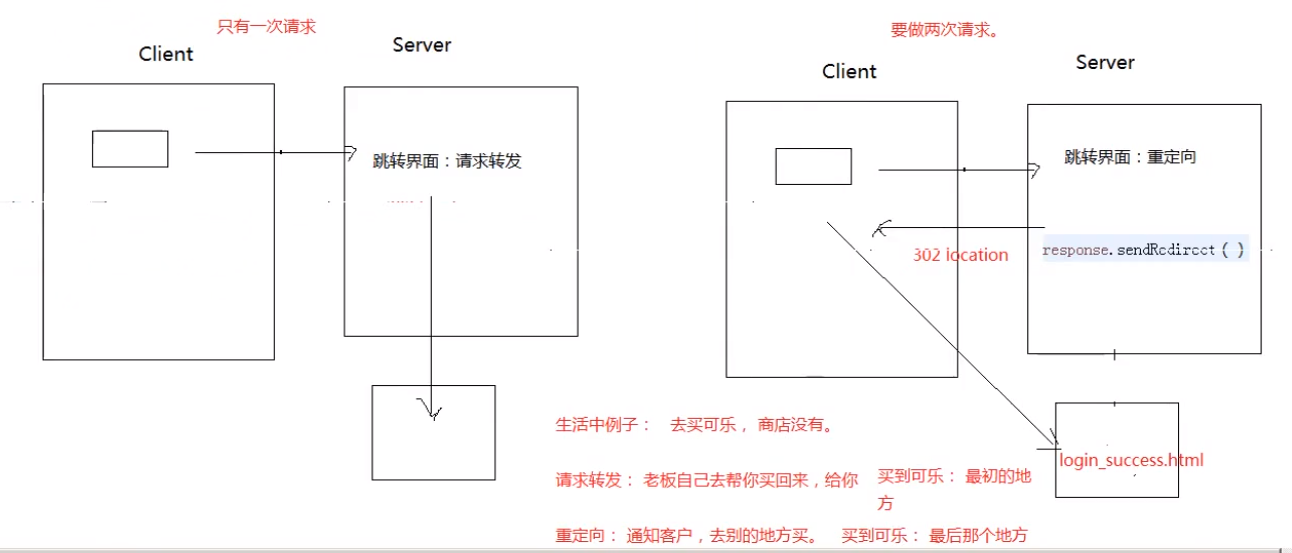 只有一次请求
Client
Server
跳转界面：请求转发
要做两次请求。
Client
Server
跳转界面：重定向
302 location
response.sendRedirect( )
login_success.html
生活中例子： 去买可乐， 商店没有。
请求转发： 老板自己去帮你买回来，给你
买到可乐： 最初的地
方
重定向： 通知客户，去别的地方买。 买到可乐： 最后那个地方